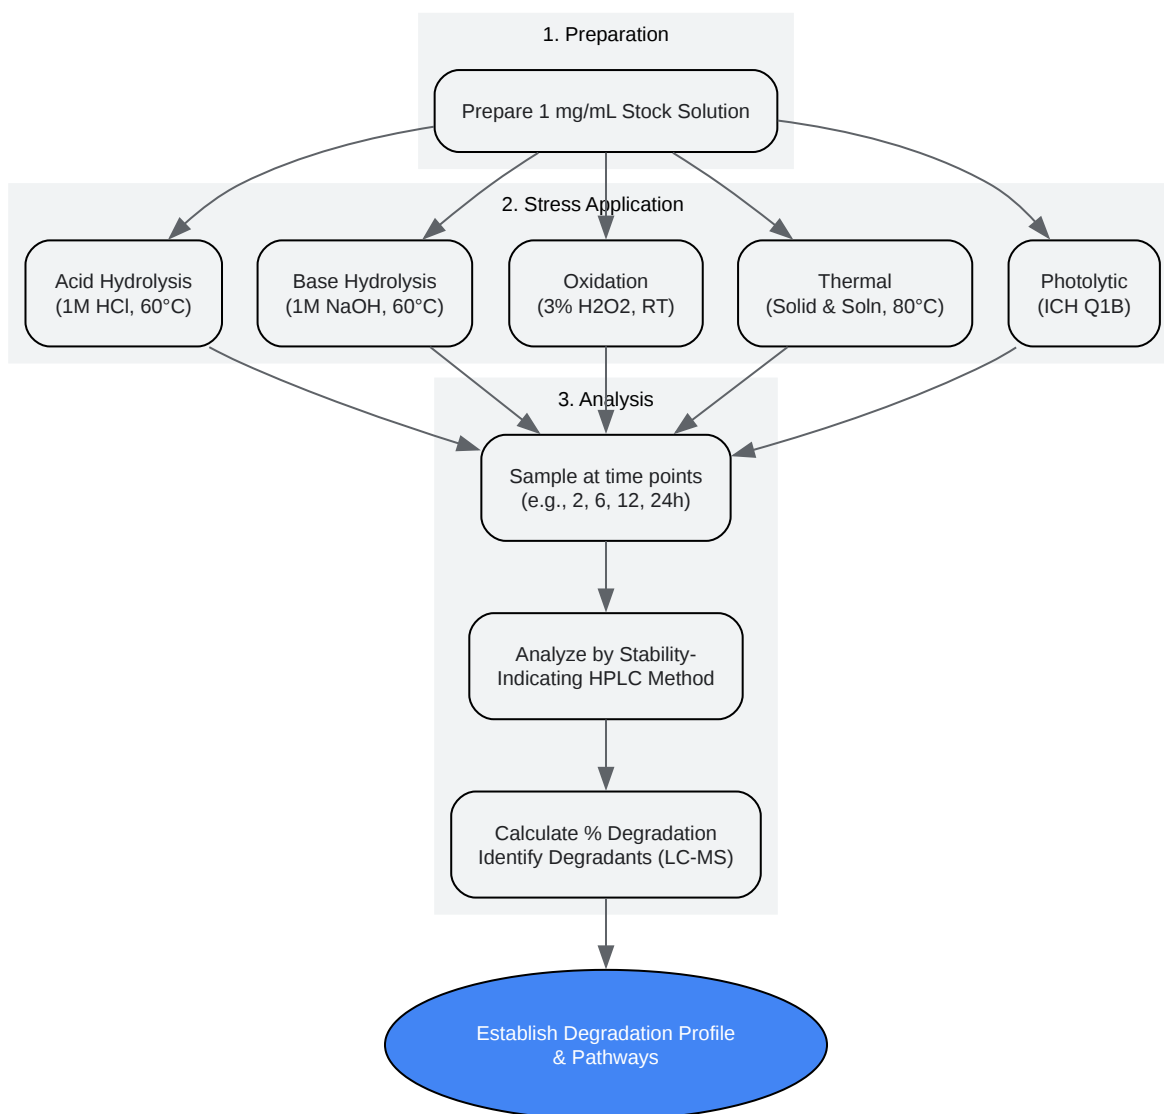 1. Preparation
Prepare 1 mg/mL Stock Solution
2. Stress Application
Acid Hydrolysis
(1M HCl, 60°C)
Base Hydrolysis
(1M NaOH, 60°C)
Oxidation
(3% H2O2, RT)
Thermal
(Solid & Soln, 80°C)
Photolytic
(ICH Q1B)
3. Analysis
Sample at time points
(e.g., 2, 6, 12, 24h)
Analyze by Stability-
Indicating HPLC Method
Calculate % Degradation
Identify Degradants (LC-MS)
Establish Degradation Profile
& Pathways